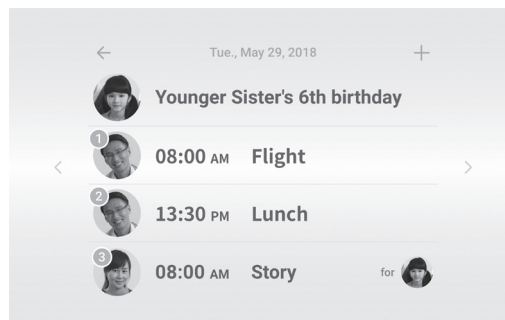 Tue., May 29, 2018
Younger Sister's 6th birthday
1
08:00 AM Flight
2
13:30 PM Lunch
3
08:00 AM Story for